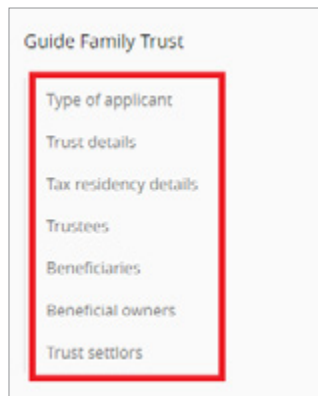 Guide Family Trust
Type of applicant
Trust details
Tax residency details
Trustees
Beneficiaries
Beneficial owners
Trust settlors